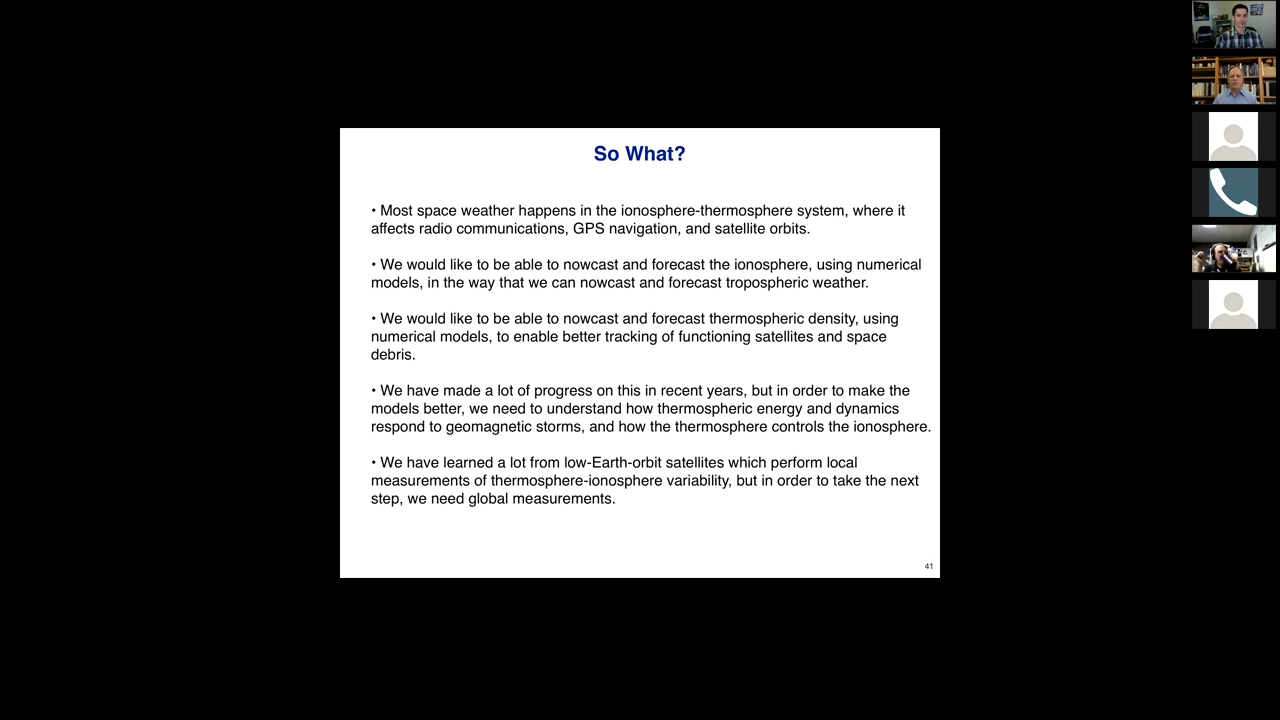 So What?
• Most space weather happens in the ionosphere-thermosphere system, where it
affects radio communications, GPS navigation, and satellite orbits.
• We would like to be able to nowcast and forecast the ionosphere, using numerical
models, in the way that we can nowcast and forecast tropospheric weather.
• We would like to be able to nowcast and forecast thermospheric density, using
numerical models, to enable better tracking of functioning satellites and space
debris.
• We have made a lot of progress on this in recent years, but in order to make the
models better, we need to understand how thermospheric energy and dynamics
respond to geomagnetic storms, and how the thermosphere controls the ionosphere.
• We have learned a lot from low-Earth-orbit satellites which perform local
measurements of thermosphere-ionosphere variability, but in order to take the next
step, we need global measurements.
41